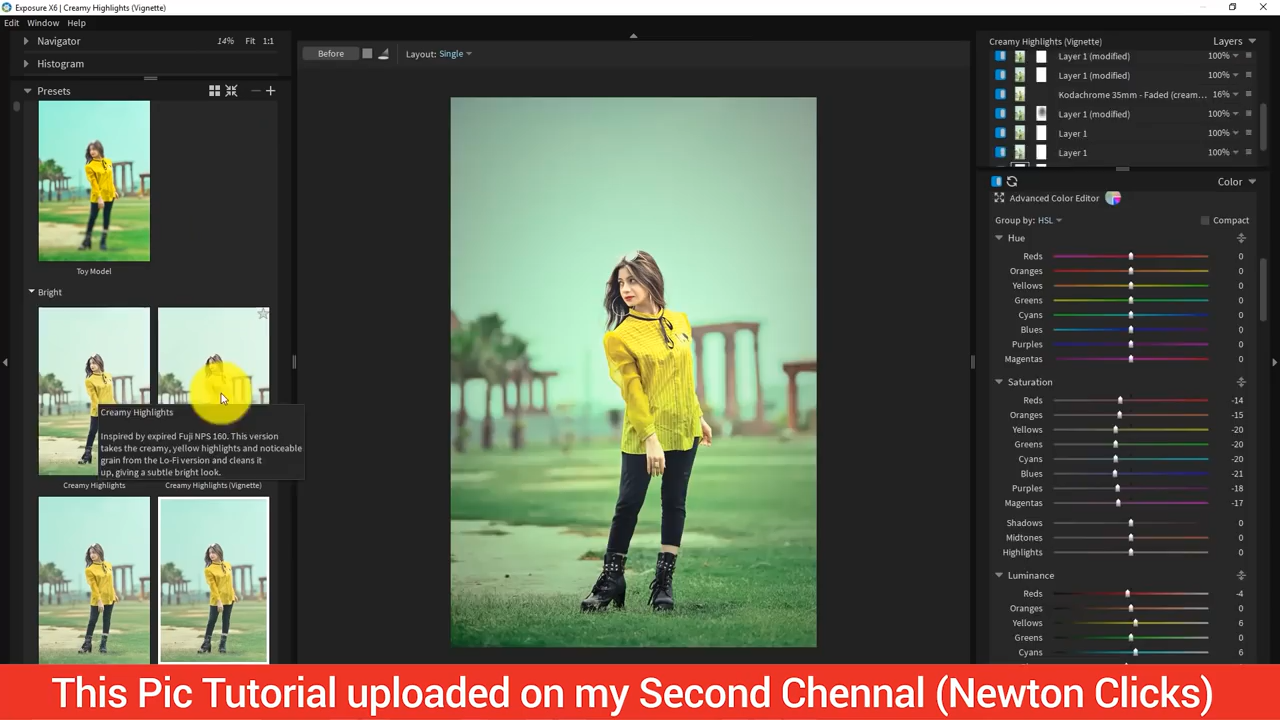 Exposure X6 | Creamy Highlights (Vignette)
Edit Window Help
Navigator 14% Fit 1:1
Histogram
Presets
Toy Model
Bright
Creamy Highlights
Inspired by expired Fuji NPS 160. This version
takes the creamy, yellow highlights and noticeable
grain from the Lo-Fi version and cleans it
up, giving a subtle bright look.
Creamy Highlights Creamy Highlights (Vignette)
Before Layout: Single
Creamy Highlights (Vignette) Layers
Layer 1 (modified) 100%
Layer 1 (modified) 100%
Kodachrome 35mm - Faded (cream... 16%
Layer 1 (modified) 100%
Layer 1 100%
Layer 1 100%
Color
Advanced Color Editor
Group by: HSL Compact
Hue
Reds 0
Oranges 0
Yellows 0
Greens 0
Cyans 0
Blues 0
Purples 0
Magentas 0
Saturation
Reds -14
Oranges -15
Yellows -20
Greens -20
Cyans -20
Blues -21
Purples -18
Magentas -17
Shadows 0
Midtones 0
Highlights 0
Luminance
Reds -4
Oranges 0
Yellows 6
Greens 0
Cyans 6
This Pic Tutorial uploaded on my Second Chennal (Newton Clicks)